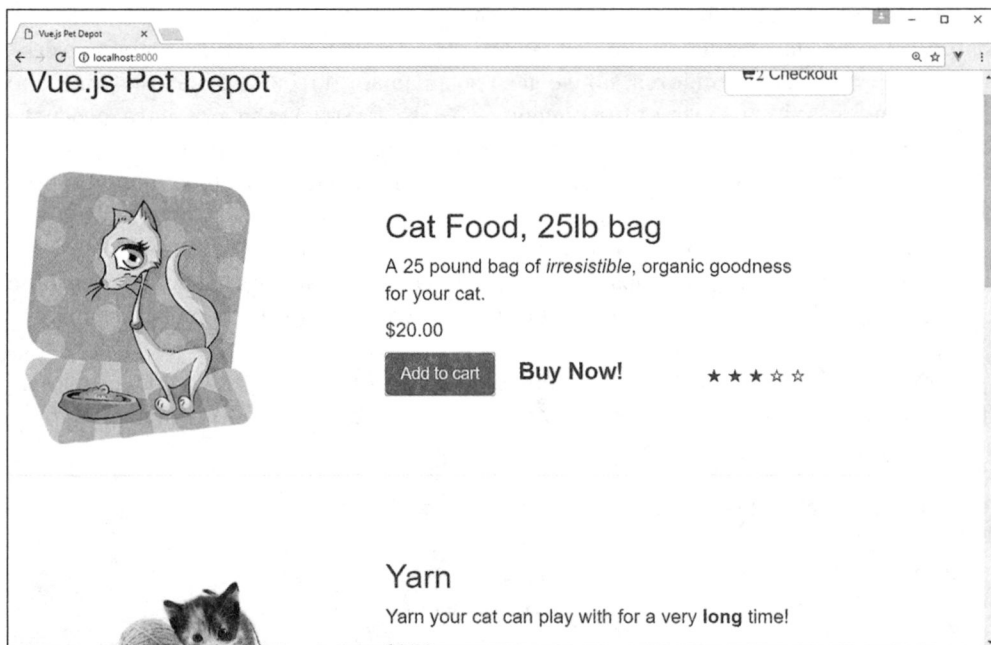 Vue.js Pet Depot
localhost:8000
Vue.js Pet Depot
2 Checkout
Cat Food, 25lb bag
A 25 pound bag of irresistible, organic goodness
for your cat.
$20.00
Add to cart Buy Now! ★ ★ ★ ☆ ☆
Yarn
Yarn your cat can play with for a very long time!